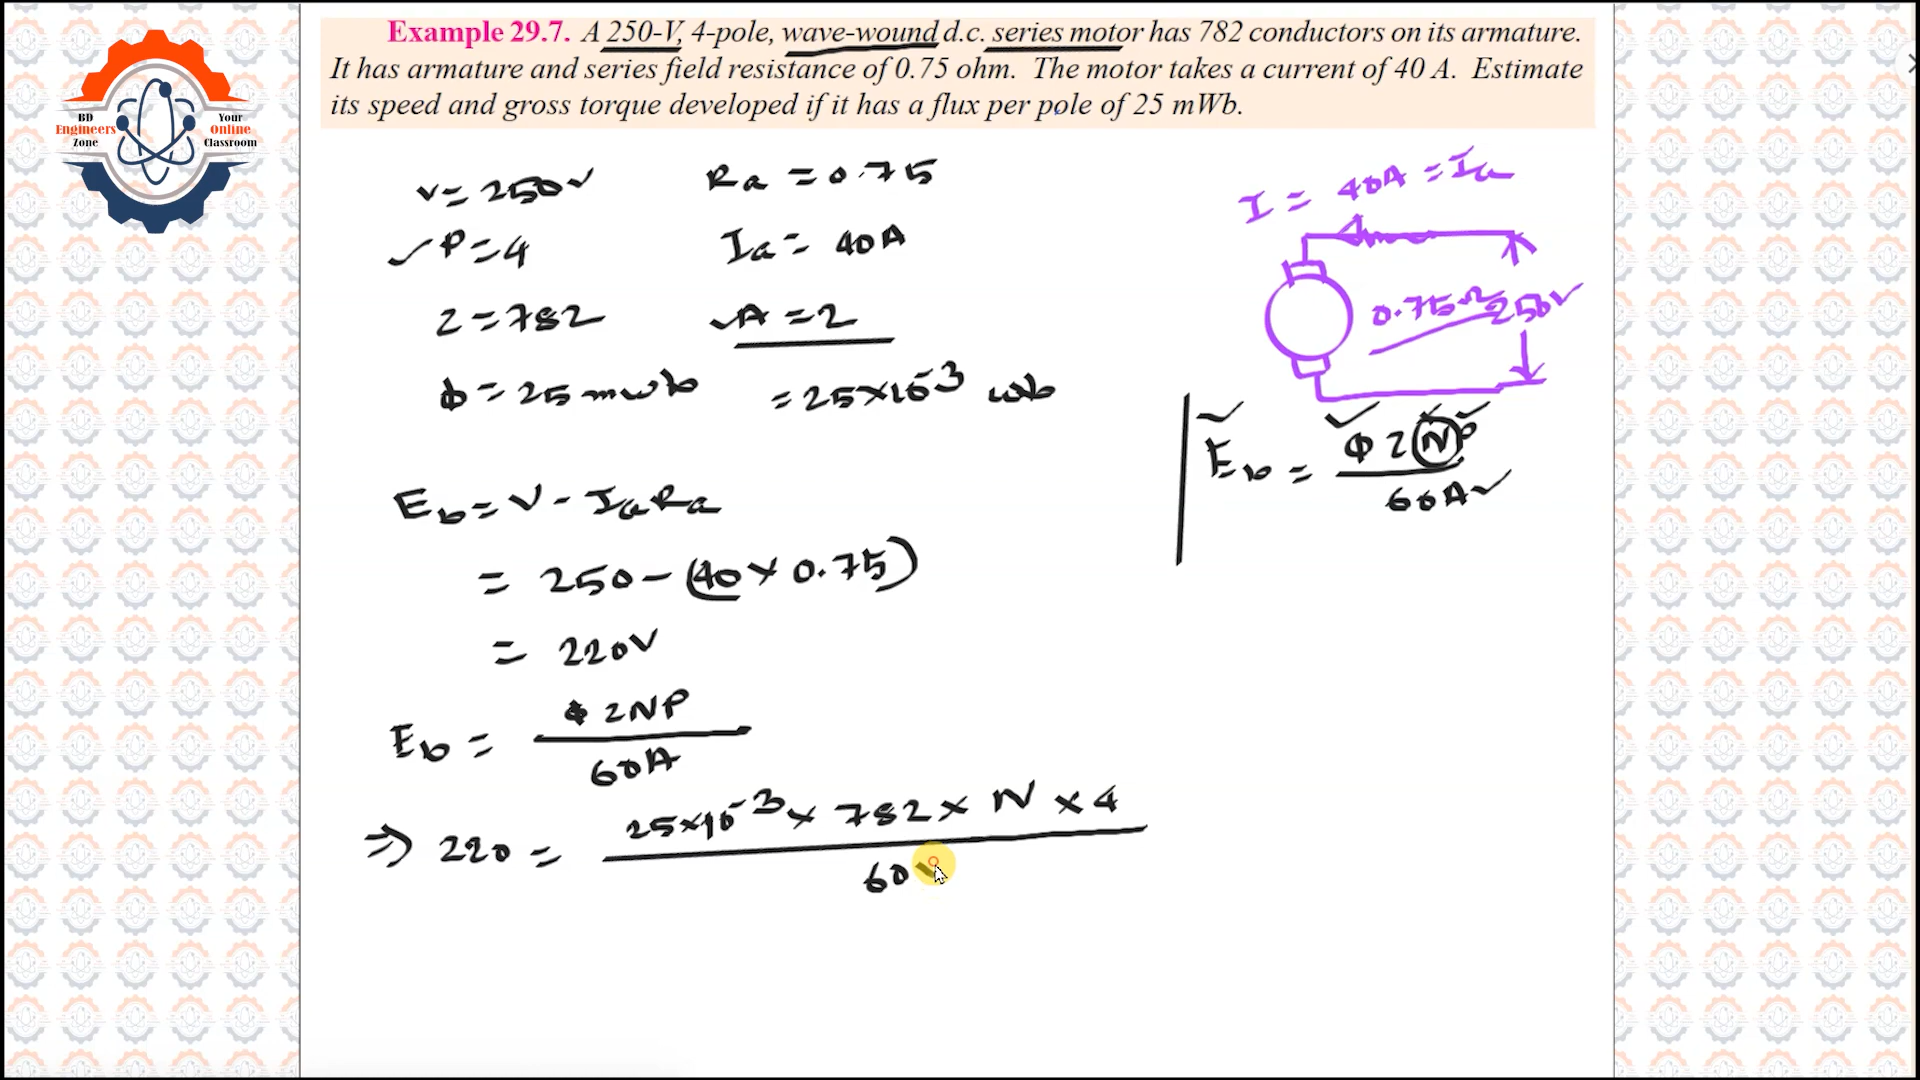 Example 29.7. A 250-V, 4-pole, wave-wound d.c. series motor has 782 conductors on its armature.
It has armature and series field resistance of 0.75 ohm. The motor takes a current of 40 A. Estimate
its speed and gross torque developed if it has a flux per pole of 25 mWb.
BD
Engineers
Zone
Your
Online
Classroom
V = 250 V
Ra = 0.75
I = 40A = Ia
P = 4
Ia = 40A
Z = 782
A = 2
0.75Ω
250V
Φ = 25 mwb = 25×10⁻³ wb
Eb = ΦZNP / 60A
Eb = V - IaRa
= 250 - (40 × 0.75)
= 220V
Eb = ΦZNP / 60A
⇒ 220 = 25×10⁻³ × 782 × N × 4 / 60